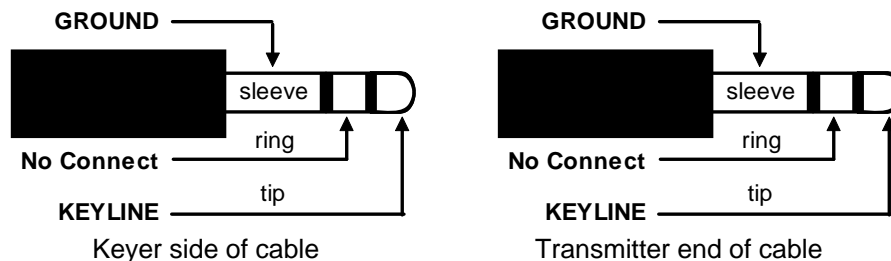 GROUND
sleeve
ring
No Connect
tip
KEYLINE
Keyer side of cable
GROUND
sleeve
ring
No Connect
tip
KEYLINE
Transmitter end of cable